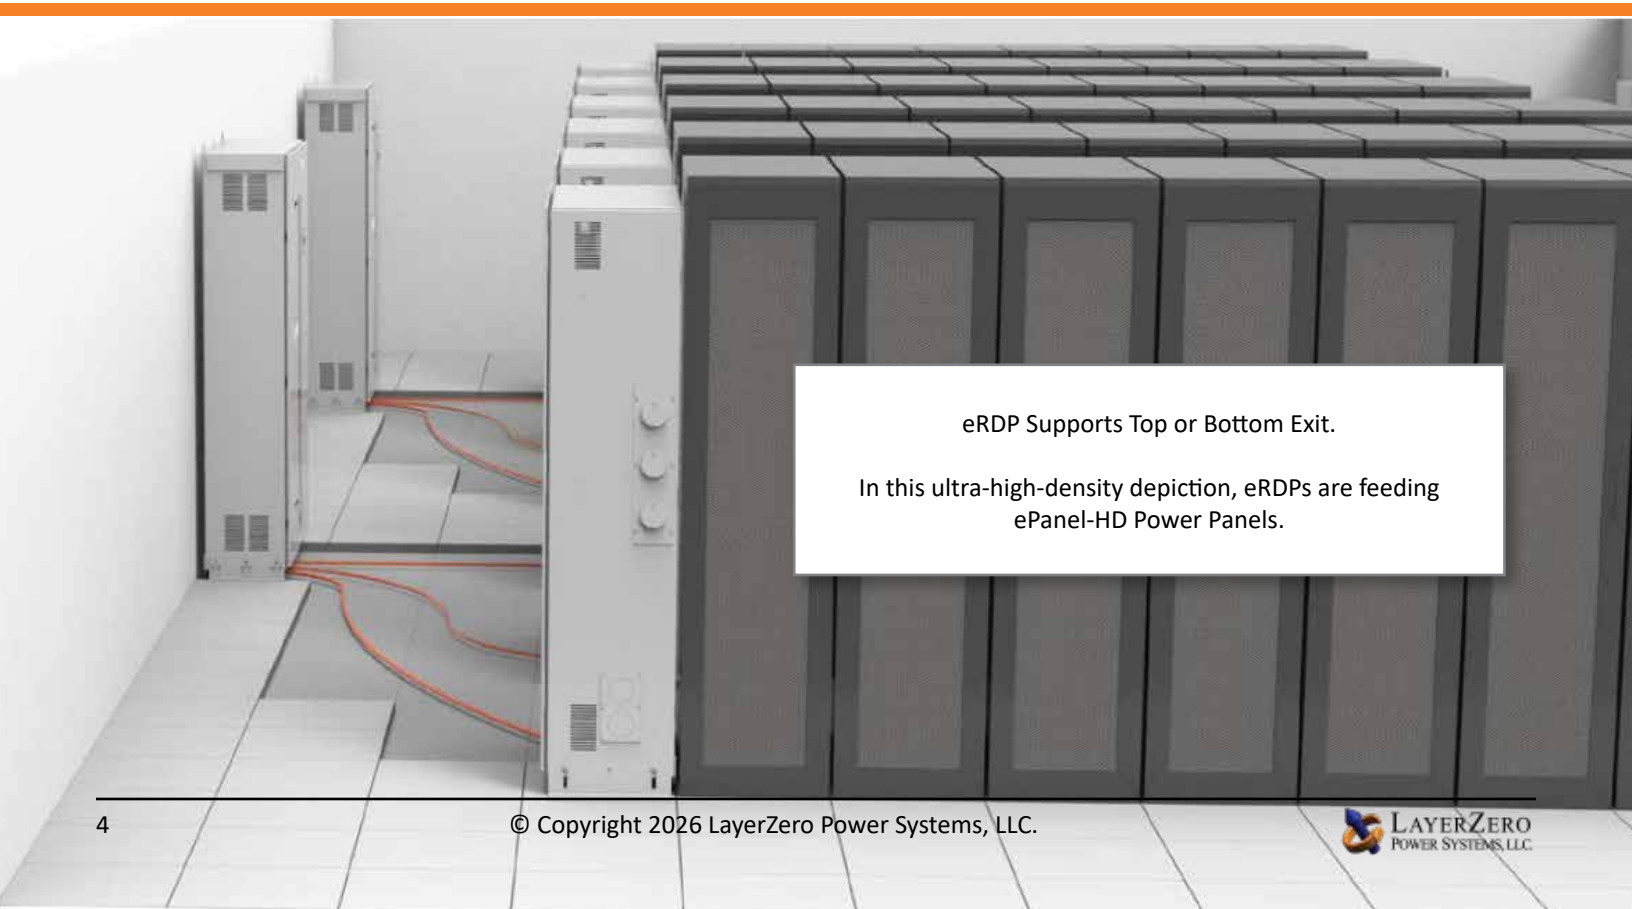 eRDP Supports Top or Bottom Exit.
In this ultra-high-density depiction, eRDPs are feeding
ePanel-HD Power Panels.
4
© Copyright 2026 LayerZero Power Systems, LLC.
LAYERZERO
POWER SYSTEMS, LLC.